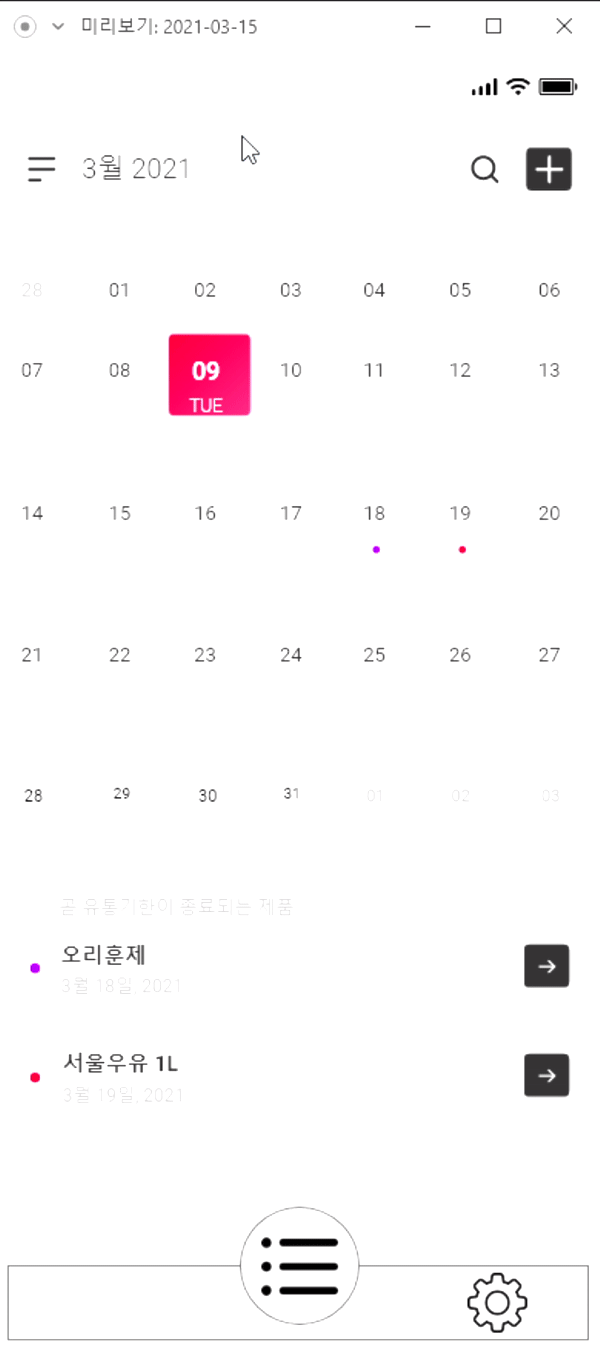 미리보기: 2021-03-15
3월 2021
28 01 02 03 04 05 06
07 08 09 10 11 12 13
TUE
14 15 16 17 18 19 20
21 22 23 24 25 26 27
28 29 30 31 01 02 03
곧 유통기한이 종료되는 제품
오리훈제
3월 18일, 2021
서울우유 1L
3월 19일, 2021